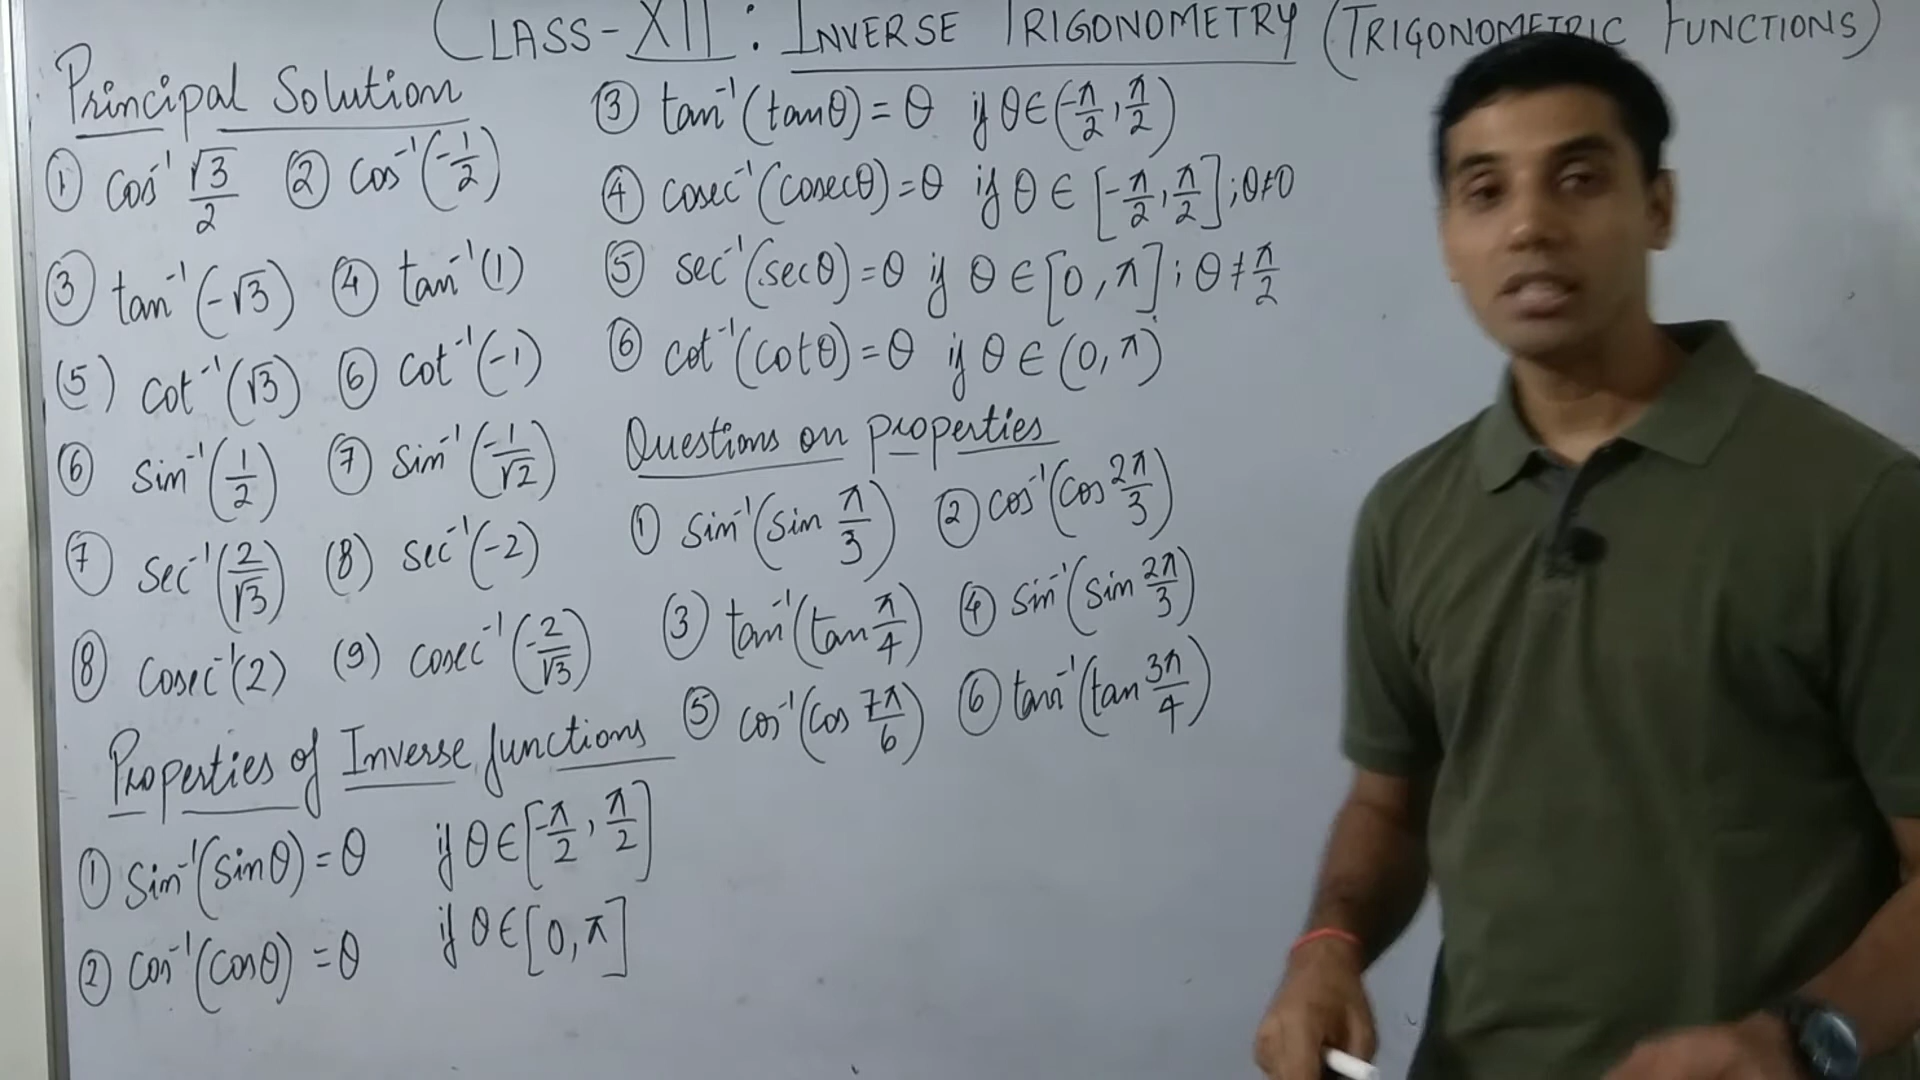 CLASS-XII : INVERSE TRIGONOMETRY (TRIGONOMETRIC FUNCTIONS)
Principal Solution
① cos⁻¹ √3/2 ② cos⁻¹(-1/2)
③ tan⁻¹(-√3) ④ tan⁻¹(1)
(5) cot⁻¹(√3) ⑥ cot⁻¹(-1)
⑥ sin⁻¹(1/2) ⑦ sin⁻¹(-1/√2)
⑦ sec⁻¹(2/√3) (8) sec⁻¹(-2)
⑧ cosec⁻¹(2) (9) cosec⁻¹(-2/√3)
Properties of Inverse functions
① Sin⁻¹(sinθ) = θ if θ ∈ [-π/2, π/2]
② cos⁻¹(cosθ) = θ if θ ∈ [0, π]
③ tan⁻¹(tanθ) = θ if θ ∈ (-π/2, π/2)
④ cosec⁻¹(cosecθ) = θ if θ ∈ [-π/2, π/2] ; θ ≠ 0
⑤ sec⁻¹(secθ) = θ if θ ∈ [0, π] ; θ ≠ π/2
⑥ cot⁻¹(cotθ) = θ if θ ∈ (0, π)
Questions on properties
① sin⁻¹(sin π/3) ② cos⁻¹(cos 2π/3)
③ tan⁻¹(tan π/4) ④ sin⁻¹(sin 2π/3)
⑤ cos⁻¹(cos 7π/6) ⑥ tan⁻¹(tan 3π/4)